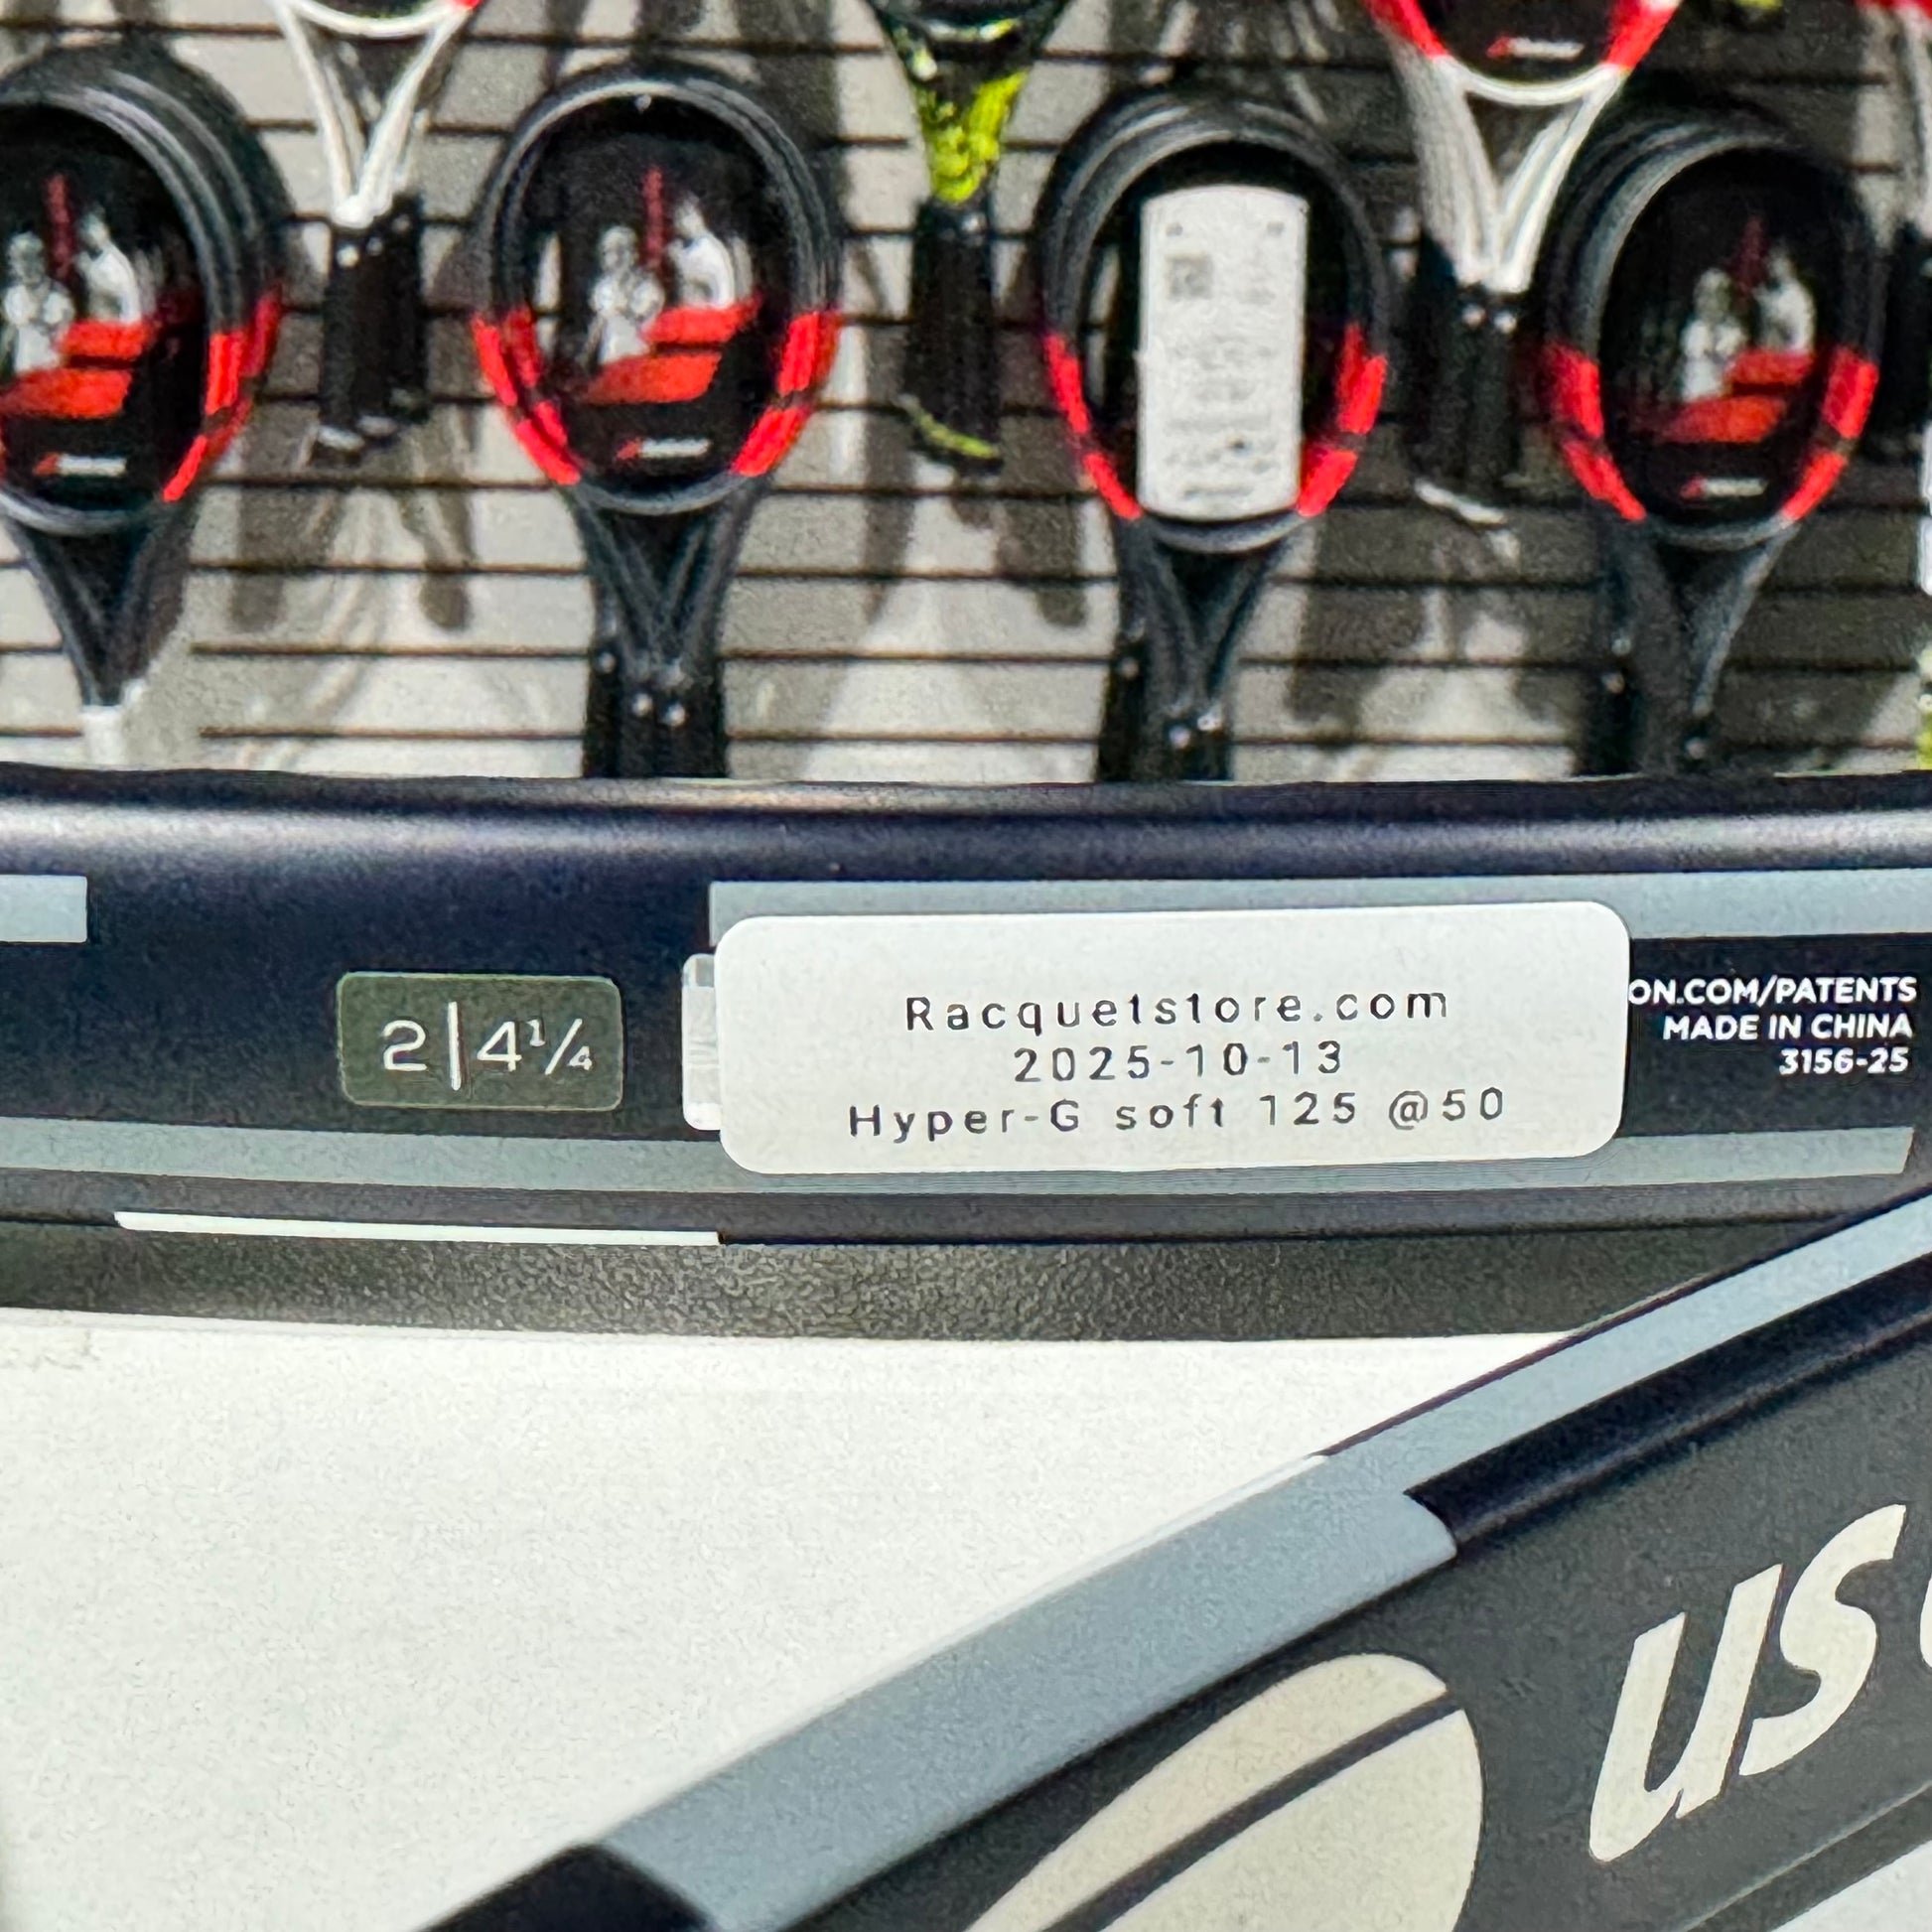 2|4¹/₄
Racquetstore.com
2025-10-13
Hyper-G soft 125 @50
ON.COM/PATENTS
MADE IN CHINA
3156-25
US